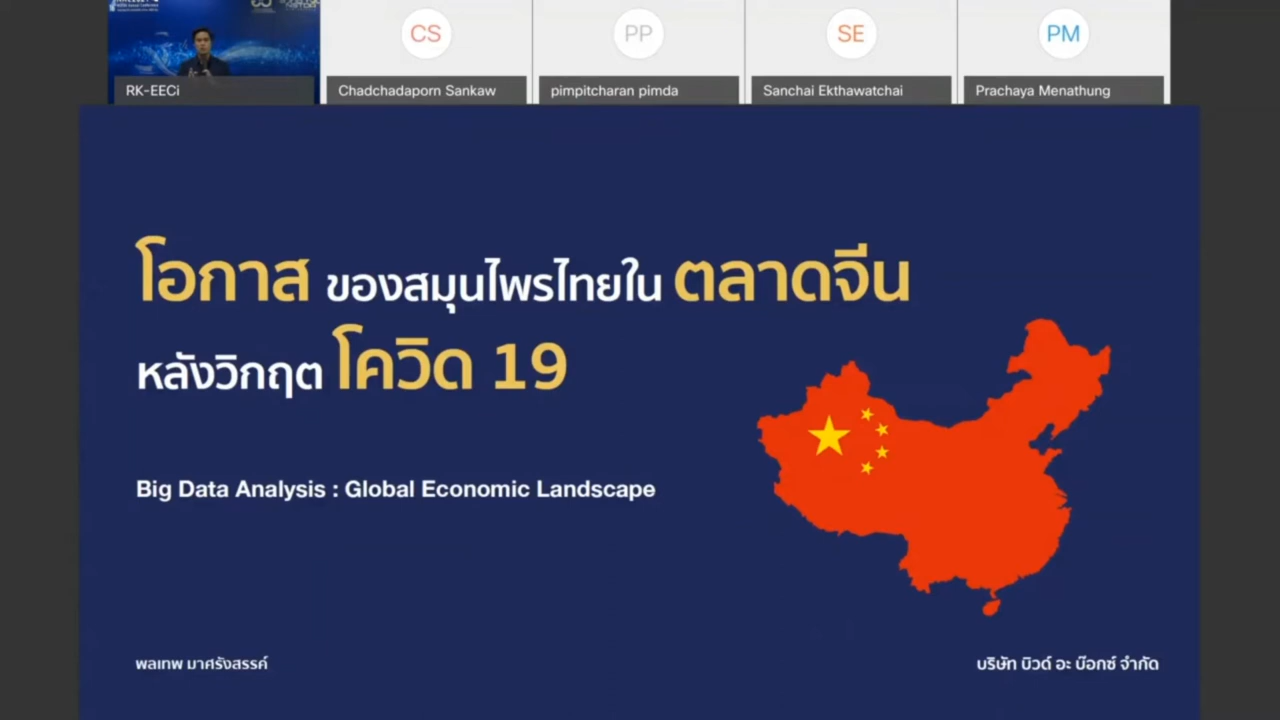 RK-EECi
CS
Chadchadaporn Sankaw
PP
pimpitcharan pimda
SE
Sanchai Ekthawatchai
PM
Prachaya Menathung
โอกาส ของสมุนไพรไทยใน ตลาดจีน
หลังวิกฤต โควิด 19
Big Data Analysis : Global Economic Landscape
พลเทพ มาศรังสรรค์
บริษัท บิวด์ อะ บ๊อกซ์ จำกัด